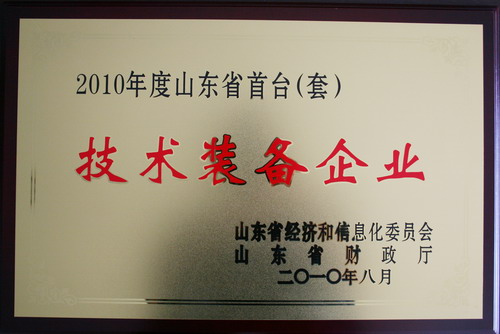 2010年度山东省首台(套)
技术装备企业
山东省经济和信息化委员会
山东省财政厅
二〇一〇年八月